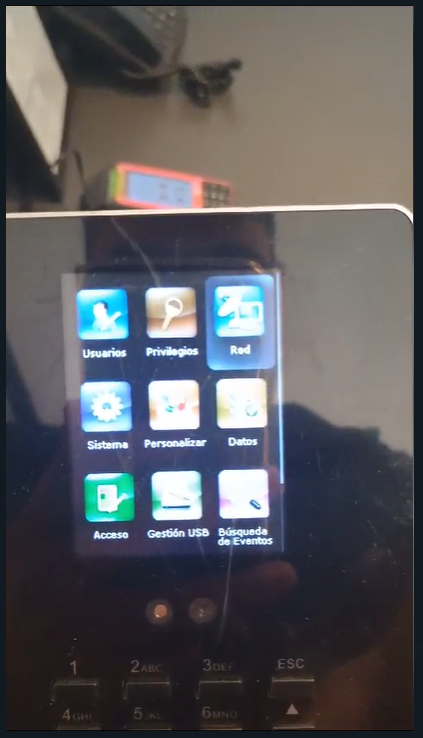 Usuarios Privilegios Red
Sistema Personalizar Datos
Acceso Gestión USB Búsqueda
de Eventos
1 2ABC 3DEF ESC
4GHI 5JKL 6MNO